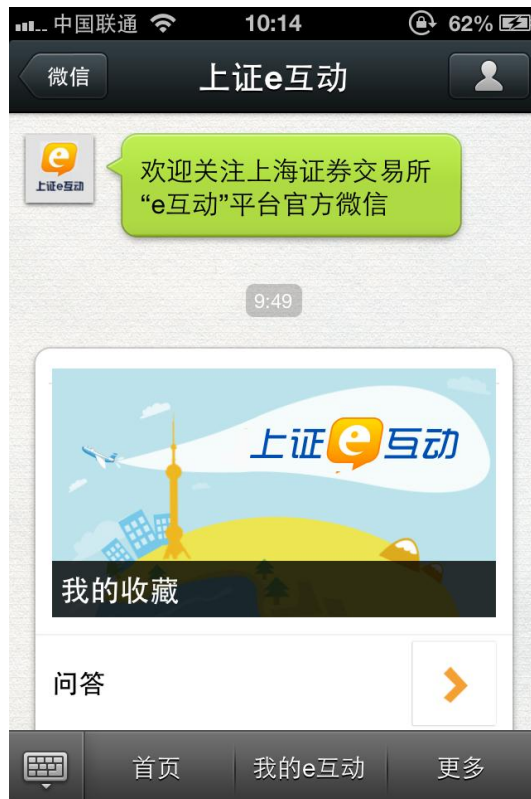 中国联通 10:14 62%
微信 上证e互动
上证e互动
欢迎关注上海证券交易所
“e互动”平台官方微信
9:49
上证e互动
我的收藏
问答
首页 我的e互动 更多